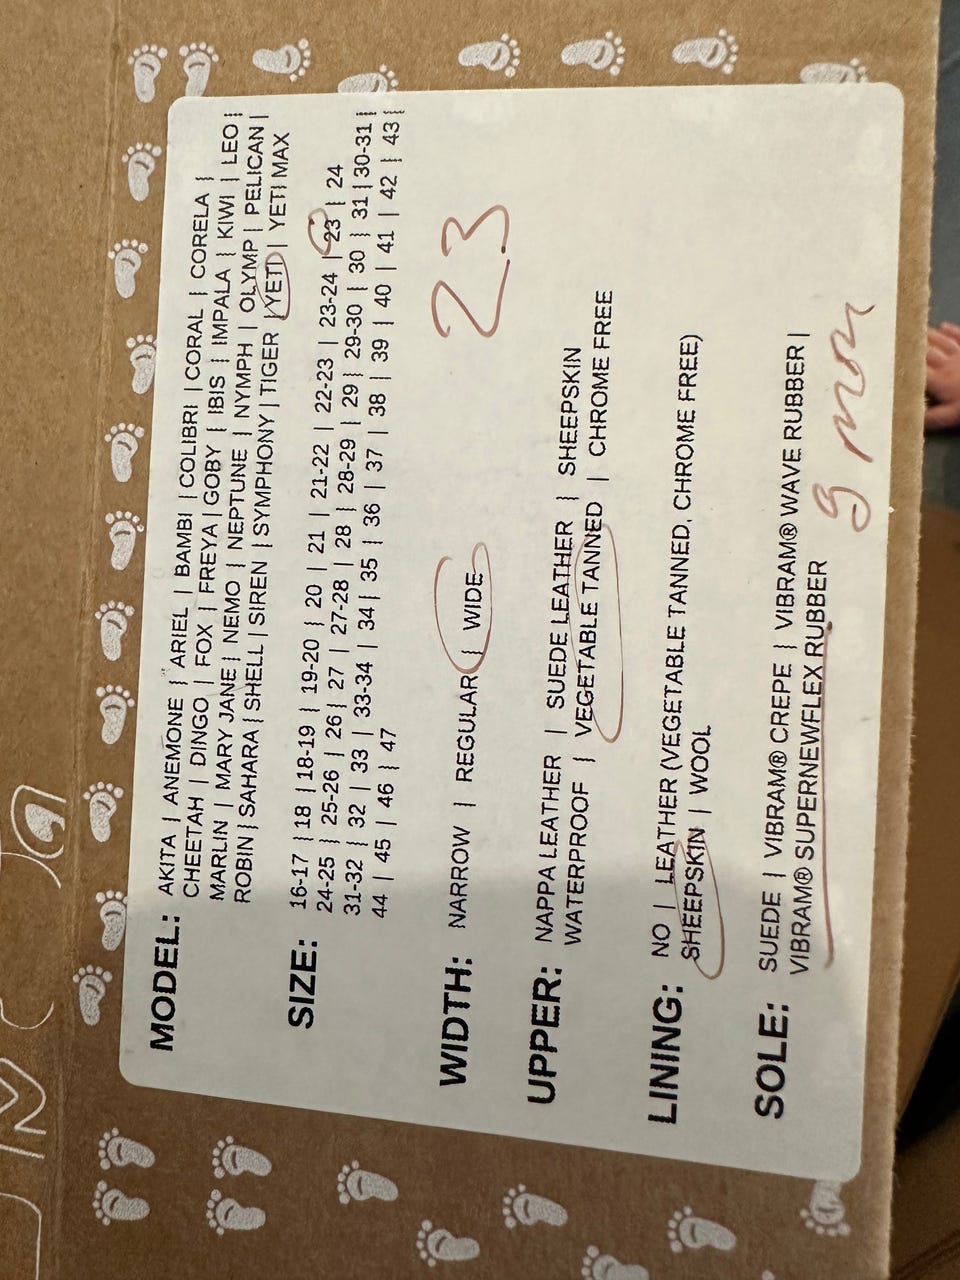 MODEL: AKITA | ANEMONE | ARIEL | BAMBI | COLIBRI | CORAL | CORELA |
CHEETAH | DINGO | FOX | FREYA | GOBY | IBIS | IMPALA | KIWI | LEO |
MARLIN | MARY JANE | NEMO | NEPTUNE | NYMPH | OLYMP | PELICAN |
ROBIN | SAHARA | SHELL | SIREN | SYMPHONY | TIGER | YETI | YETI MAX
SIZE: 16-17 | 18 | 18-19 | 19-20 | 20 | 21 | 21-22 | 22-23 | 23-24 | 23 | 24
24-25 | 25-26 | 26 | 27 | 27-28 | 28 | 28-29 | 29 | 29-30 | 30 | 31 | 30-31 |
31-32 | 32 | 33 | 33-34 | 34 | 35 | 36 | 37 | 38 | 39 | 40 | 41 | 42 | 43 |
44 | 45 | 46 | 47
WIDTH: NARROW | REGULAR | WIDE 23
UPPER: NAPPA LEATHER | SUEDE LEATHER | SHEEPSKIN
WATERPROOF | VEGETABLE TANNED | CHROME FREE
LINING: NO | LEATHER (VEGETABLE TANNED, CHROME FREE)
SHEEPSKIN | WOOL
SOLE: SUEDE | VIBRAM® CREPE | VIBRAM® WAVE RUBBER |
VIBRAM® SUPERNEWFLEX RUBBER